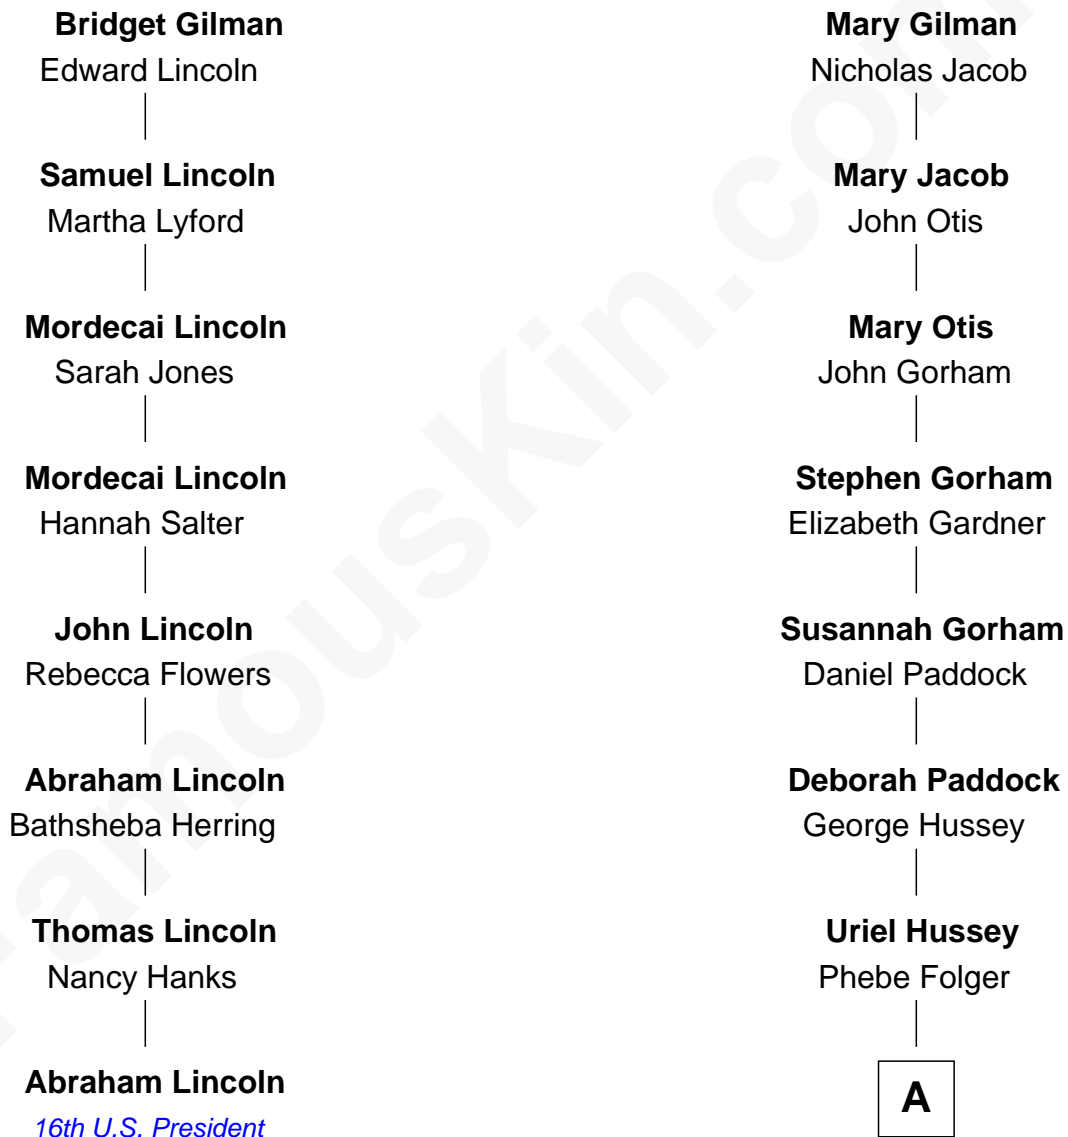 Bridget Gilman
Edward Lincoln
Samuel Lincoln
Martha Lyford
Mordecai Lincoln
Sarah Jones
Mordecai Lincoln
Hannah Salter
John Lincoln
Rebecca Flowers
Abraham Lincoln
Bathsheba Herring
Thomas Lincoln
Nancy Hanks
Abraham Lincoln
16th U.S. President
Mary Gilman
Nicholas Jacob
Mary Jacob
John Otis
Mary Otis
John Gorham
Stephen Gorham
Elizabeth Gardner
Susannah Gorham
Daniel Paddock
Deborah Paddock
George Hussey
Uriel Hussey
Phebe Folger
A
FamousKin.com